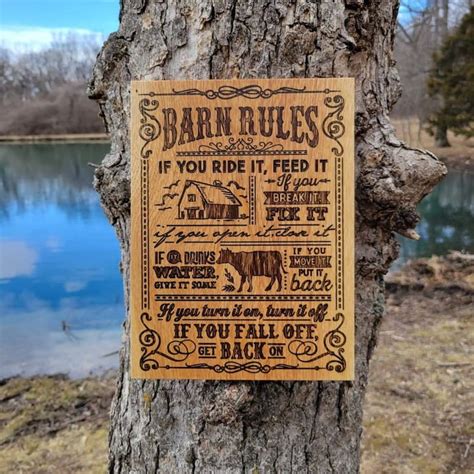 BARN RULES
IF YOU RIDE IT, FEED IT
If you
BREAK IT,
FIX IT
if you open it, close it
IF IT DRINKS
WATER,
GIVE IT SOME
IF YOU
MOVE IT,
PUT IT
back
If you turn it on, turn it off
IF YOU FALL OFF,
GET BACK ON